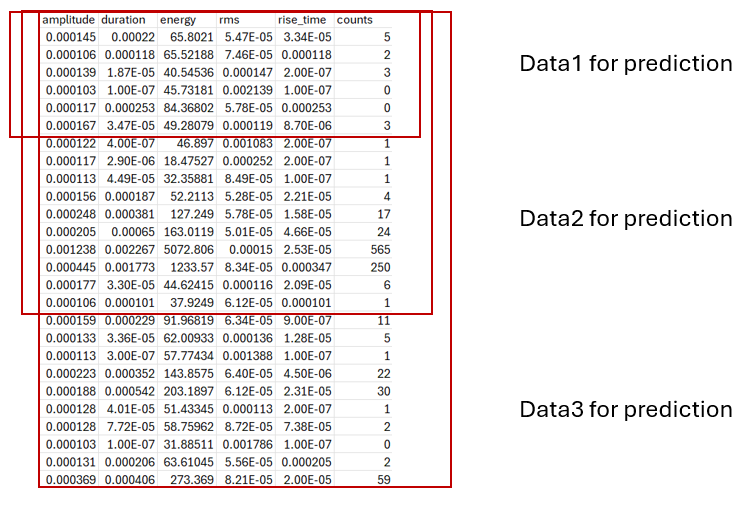 amplitude duration energy rms rise_time counts
0.000145 0.00022 65.8021 5.47E-05 3.34E-05 5
0.000106 0.000118 65.52188 7.46E-05 0.000118 2
0.000139 1.87E-05 40.54536 0.000147 2.00E-07 3
Data1 for prediction
0.000103 1.00E-07 45.73181 0.002139 1.00E-07 0
0.000117 0.000253 84.36802 5.78E-05 0.000253 0
0.000167 3.47E-05 49.28079 0.000119 8.70E-06 3
0.000122 4.00E-07 46.897 0.001083 2.00E-07 1
0.000117 2.90E-06 18.47527 0.000252 2.00E-07 1
0.000113 4.49E-05 32.35881 8.49E-05 1.00E-07 1
0.000156 0.000187 52.2113 5.28E-05 2.21E-05 4
0.000248 0.000381 127.249 5.78E-05 1.58E-05 17
Data2 for prediction
0.000205 0.00065 163.0119 5.01E-05 4.66E-05 24
0.001238 0.002267 5072.806 0.00015 2.53E-05 565
0.000445 0.001773 1233.57 8.34E-05 0.000347 250
0.000177 3.30E-05 44.62415 0.000116 2.09E-05 6
0.000106 0.000101 37.9249 6.12E-05 0.000101 1
0.000159 0.000229 91.96819 6.34E-05 9.00E-07 11
0.000133 3.36E-05 62.00933 0.000136 1.28E-05 5
0.000113 3.00E-07 57.77434 0.001388 1.00E-07 1
0.000223 0.000352 143.8575 6.40E-05 4.50E-06 22
0.000188 0.000542 203.1897 6.12E-05 2.31E-05 30
0.000128 4.01E-05 51.43345 0.000113 2.00E-07 1
Data3 for prediction
0.000128 7.72E-05 58.75962 8.72E-05 7.38E-05 2
0.000103 1.00E-07 31.88511 0.001786 1.00E-07 0
0.000131 0.000206 63.61045 5.56E-05 0.000205 2
0.000369 0.000406 273.369 8.21E-05 2.00E-05 59